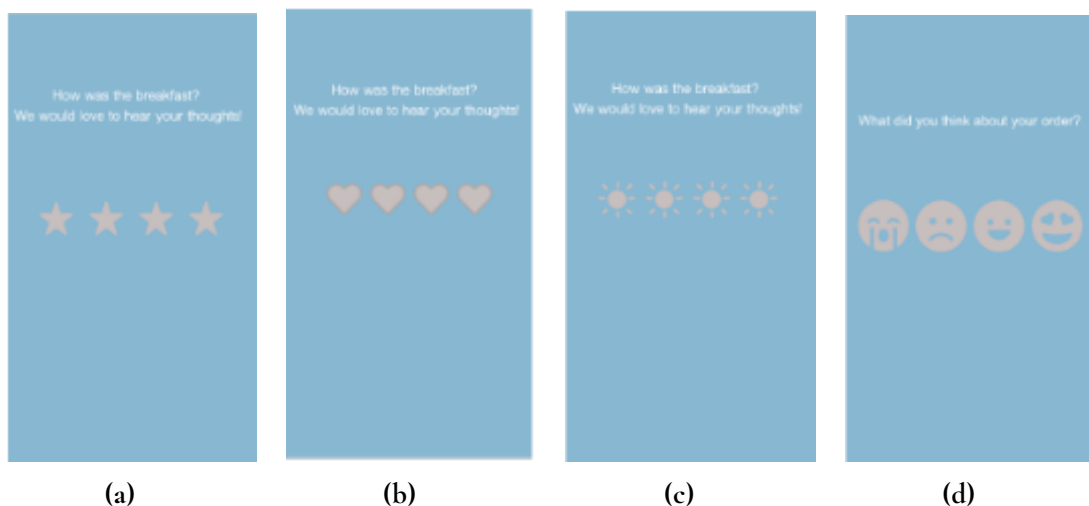 How was the breakfast?
We would love to hear your thoughts!
How was the breakfast?
We would love to hear your thoughts!
How was the breakfast?
We would love to hear your thoughts!
What did you think about your order?
(a)
(b)
(c)
(d)